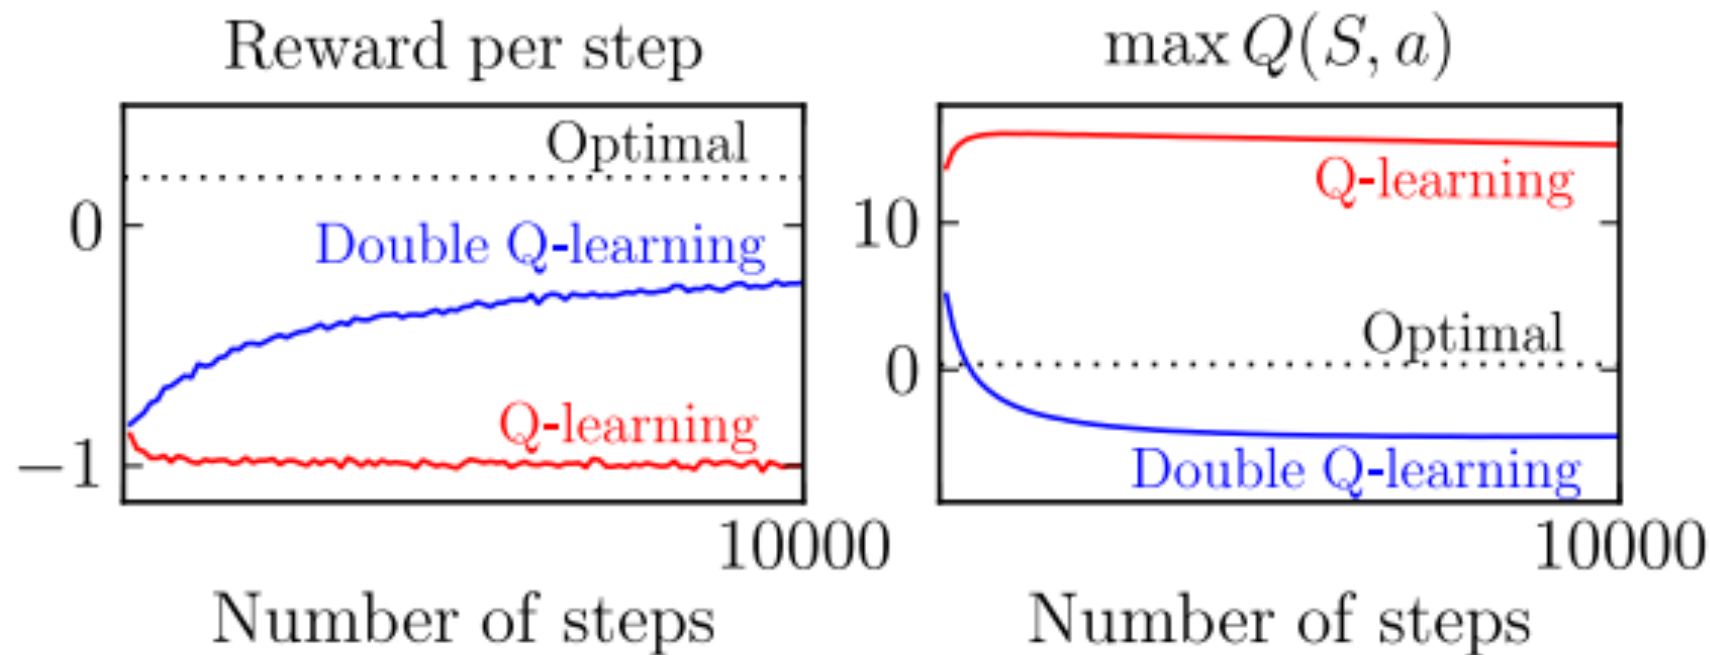 Reward per step
Optimal
0
Double Q-learning
Q-learning
−1
10000
Number of steps
max Q(S, a)
Q-learning
10
Optimal
0
Double Q-learning
10000
Number of steps